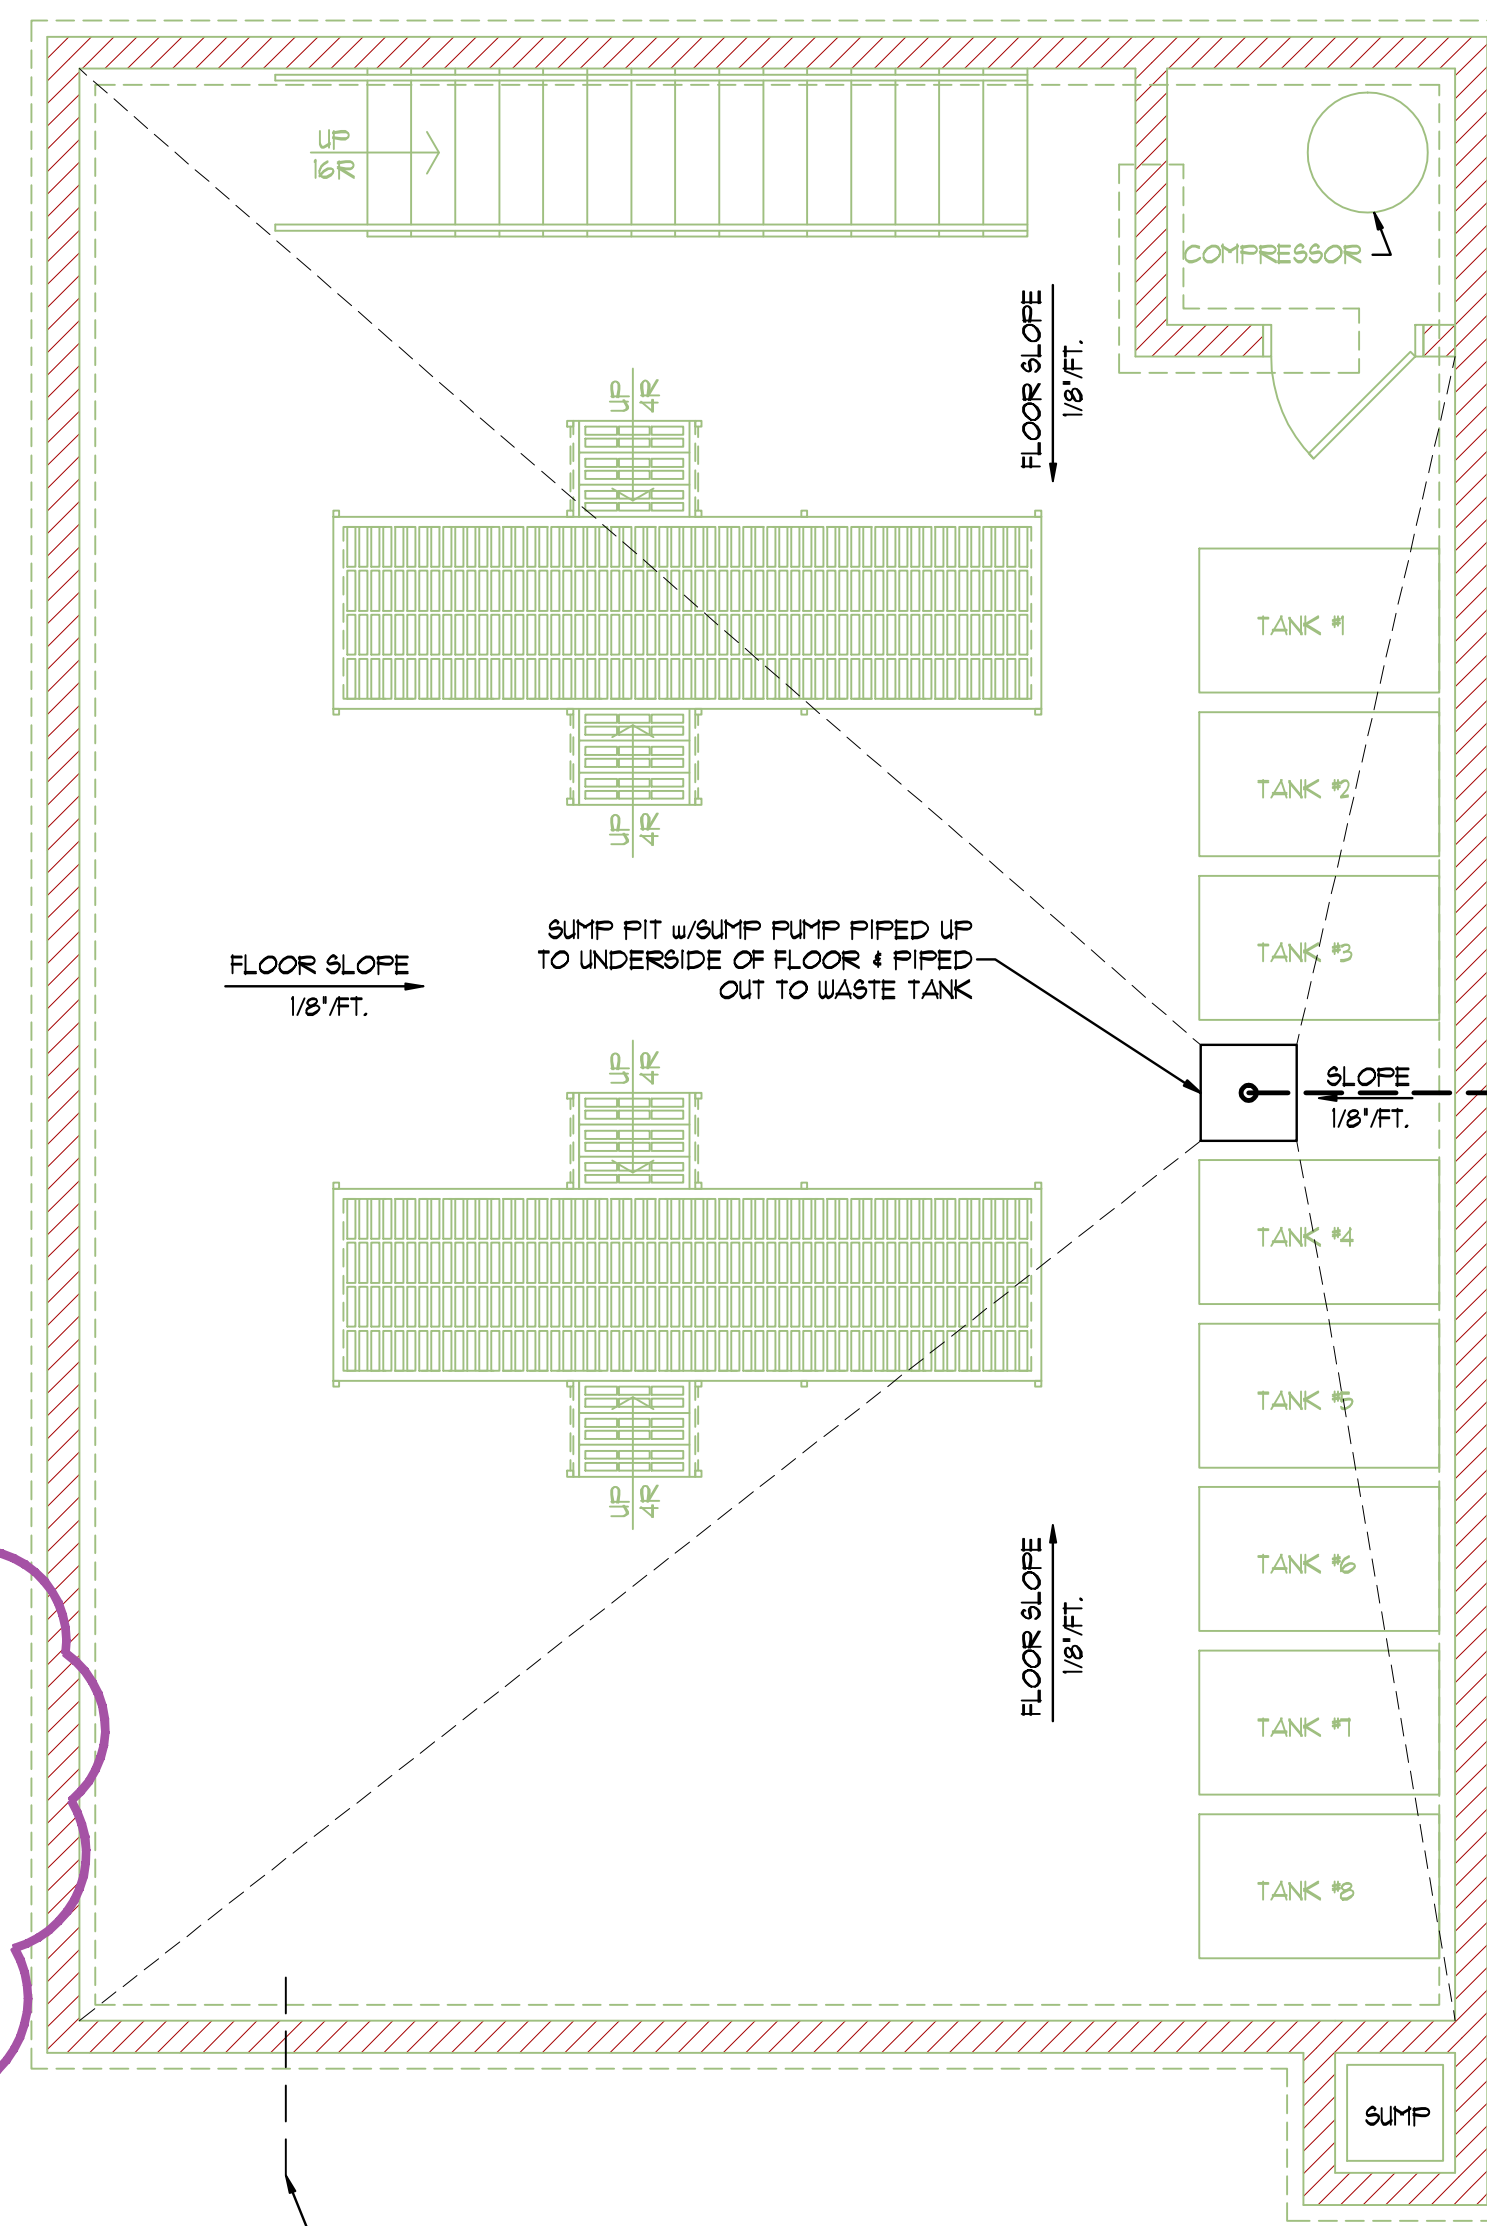 UP
16R
COMPRESSOR
FLOOR SLOPE
1/8"/FT.
UP
4R
TANK #1
TANK #2
UP
4R
SUMP PIT w/SUMP PUMP PIPED UP
TO UNDERSIDE OF FLOOR & PIPED
OUT TO WASTE TANK
TANK #3
FLOOR SLOPE
1/8"/FT.
UP
4R
SLOPE
1/8"/FT.
TANK #4
TANK #5
UP
4R
TANK #6
FLOOR SLOPE
1/8"/FT.
TANK #7
TANK #8
SUMP